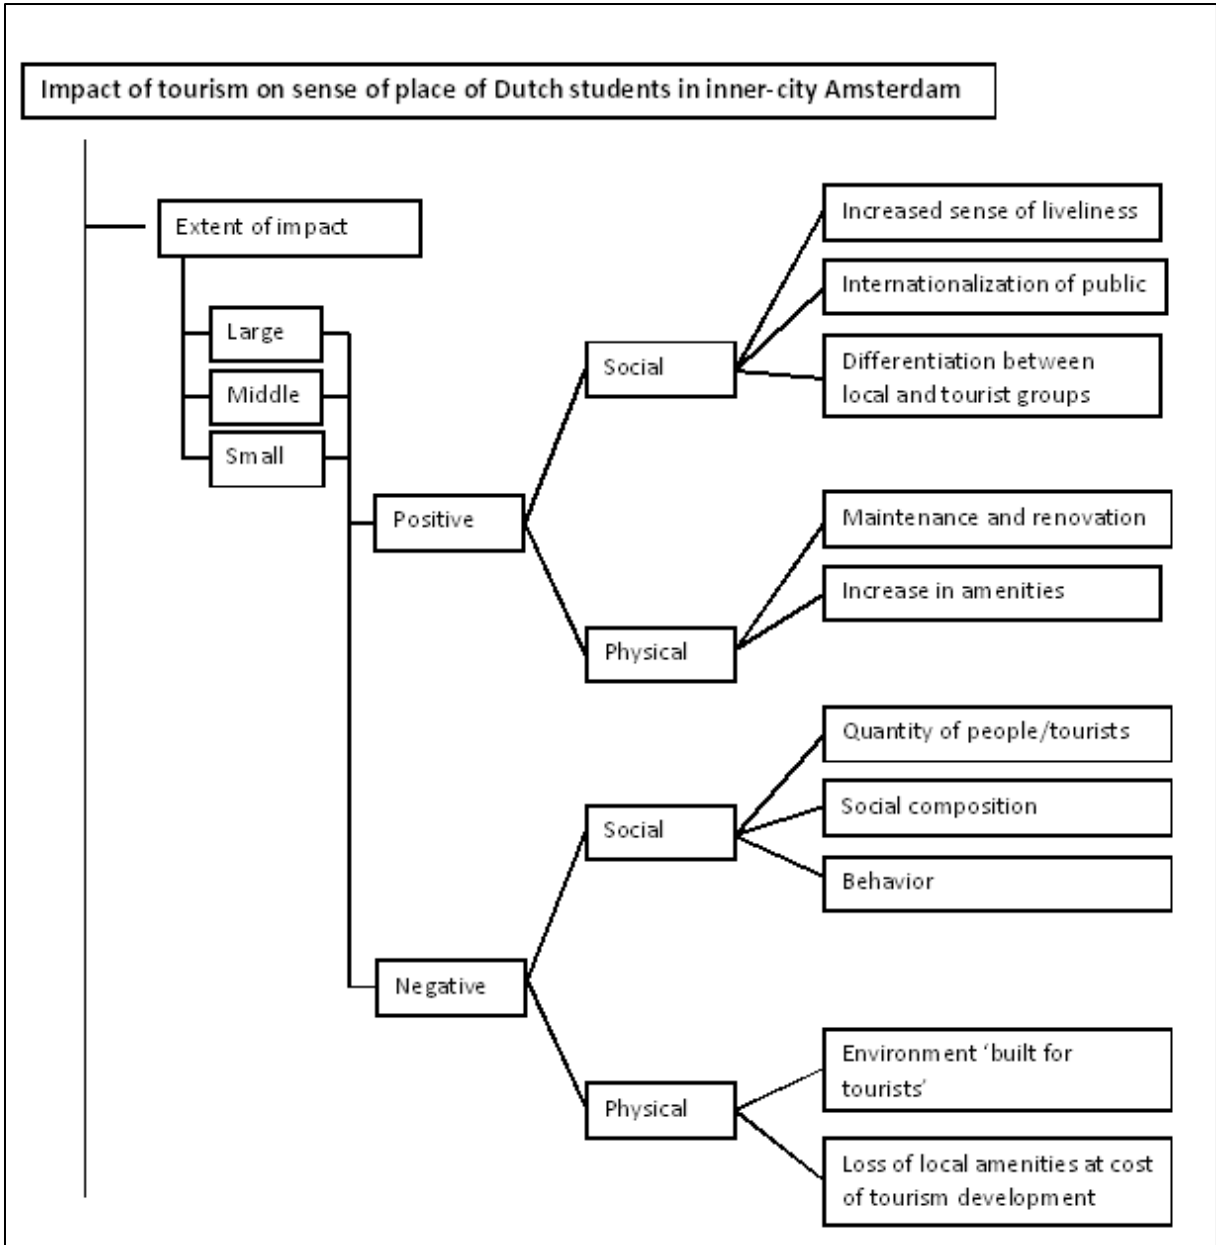 Impact of tourism on sense of place of Dutch students in inner-city Amsterdam
Extent of impact
Large
Middle
Small
Positive
Social
Increased sense of liveliness
Internationalization of public
Differentiation between
local and tourist groups
Physical
Maintenance and renovation
Increase in amenities
Negative
Social
Quantity of people/tourists
Social composition
Behavior
Physical
Environment ‘built for
tourists’
Loss of local amenities at cost
of tourism development